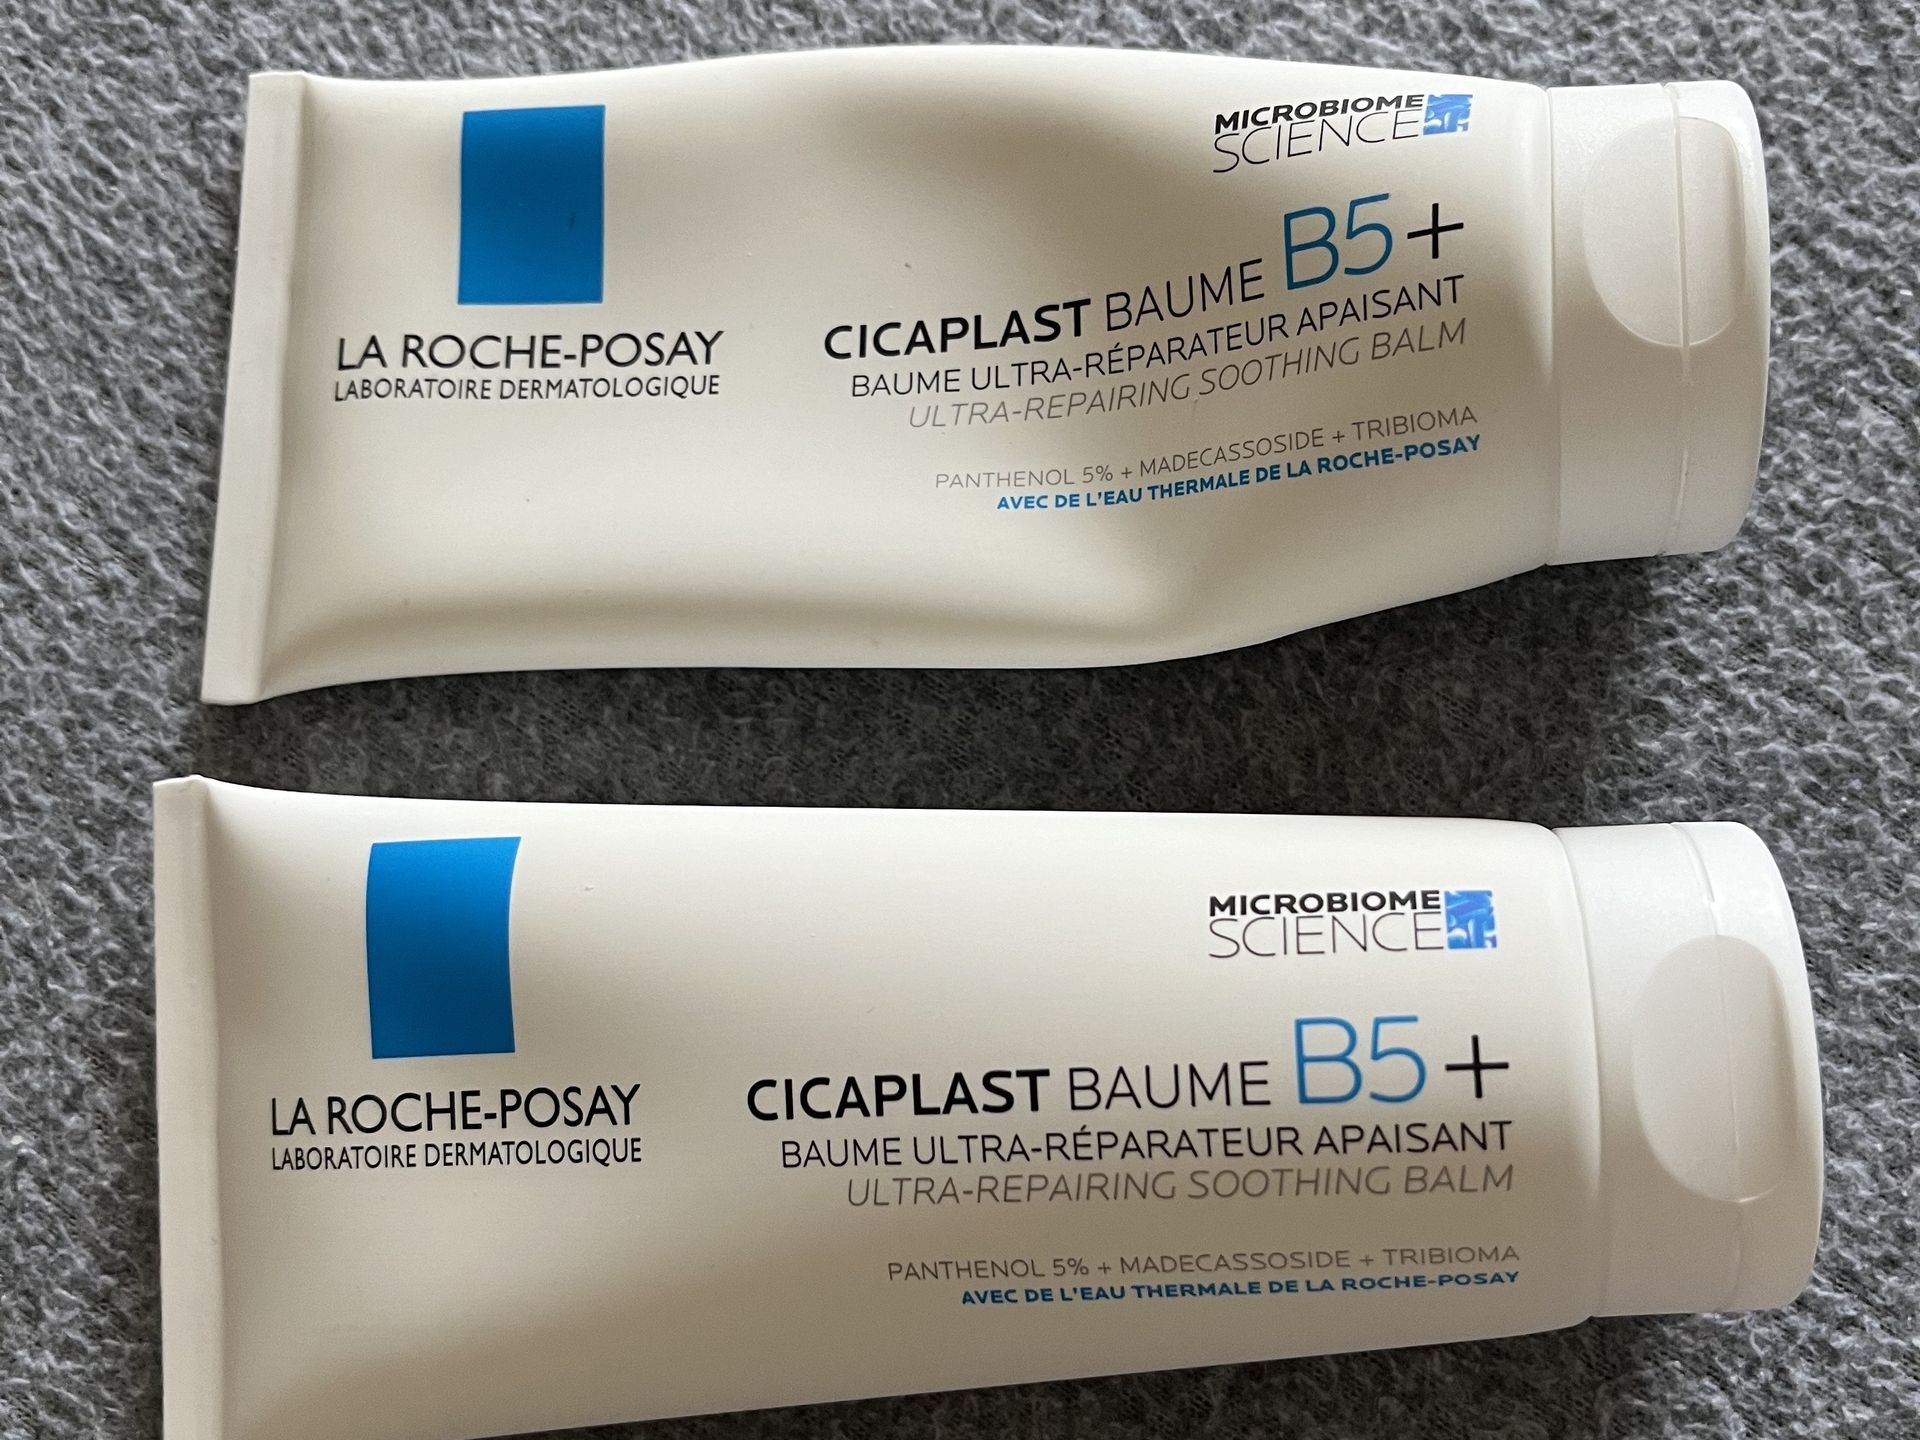 LA ROCHE-POSAY
LABORATOIRE DERMATOLOGIQUE
MICROBIOME
SCIENCE
CICAPLAST BAUME B5+
BAUME ULTRA-RÉPARATEUR APAISANT
ULTRA-REPAIRING SOOTHING BALM
PANTHENOL 5% + MADECASSOSIDE + TRIBIOMA
AVEC DE L'EAU THERMALE DE LA ROCHE-POSAY
LA ROCHE-POSAY
LABORATOIRE DERMATOLOGIQUE
MICROBIOME
SCIENCE
CICAPLAST BAUME B5+
BAUME ULTRA-RÉPARATEUR APAISANT
ULTRA-REPAIRING SOOTHING BALM
PANTHENOL 5% + MADECASSOSIDE + TRIBIOMA
AVEC DE L'EAU THERMALE DE LA ROCHE-POSAY